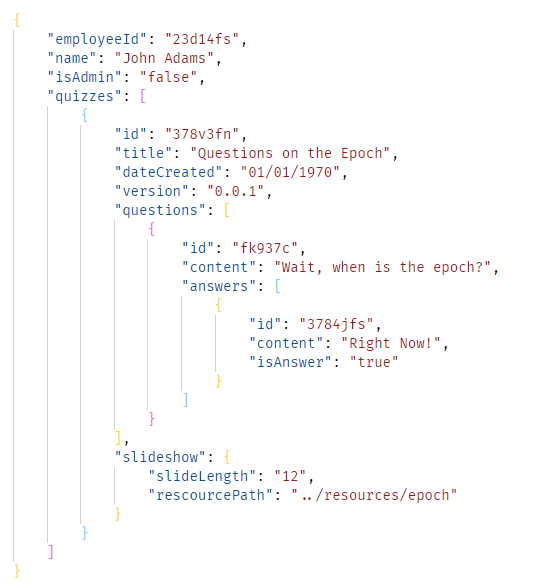 {
    "employeeId": "23d14fs",
    "name": "John Adams",
    "isAdmin": "false",
    "quizzes": [
        {
            "id": "378v3fn",
            "title": "Questions on the Epoch",
            "dateCreated": "01/01/1970",
            "version": "0.0.1",
            "questions": [
                {
                    "id": "fk937c",
                    "content": "Wait, when is the epoch?",
                    "answers": [
                        {
                            "id": "3784jfs",
                            "content": "Right Now!",
                            "isAnswer": "true"
                        }
                    ]
                }
            ],
            "slideshow": {
                "slideLength": "12",
                "rescourcePath": "../resources/epoch"
            }
        }
    ]
}